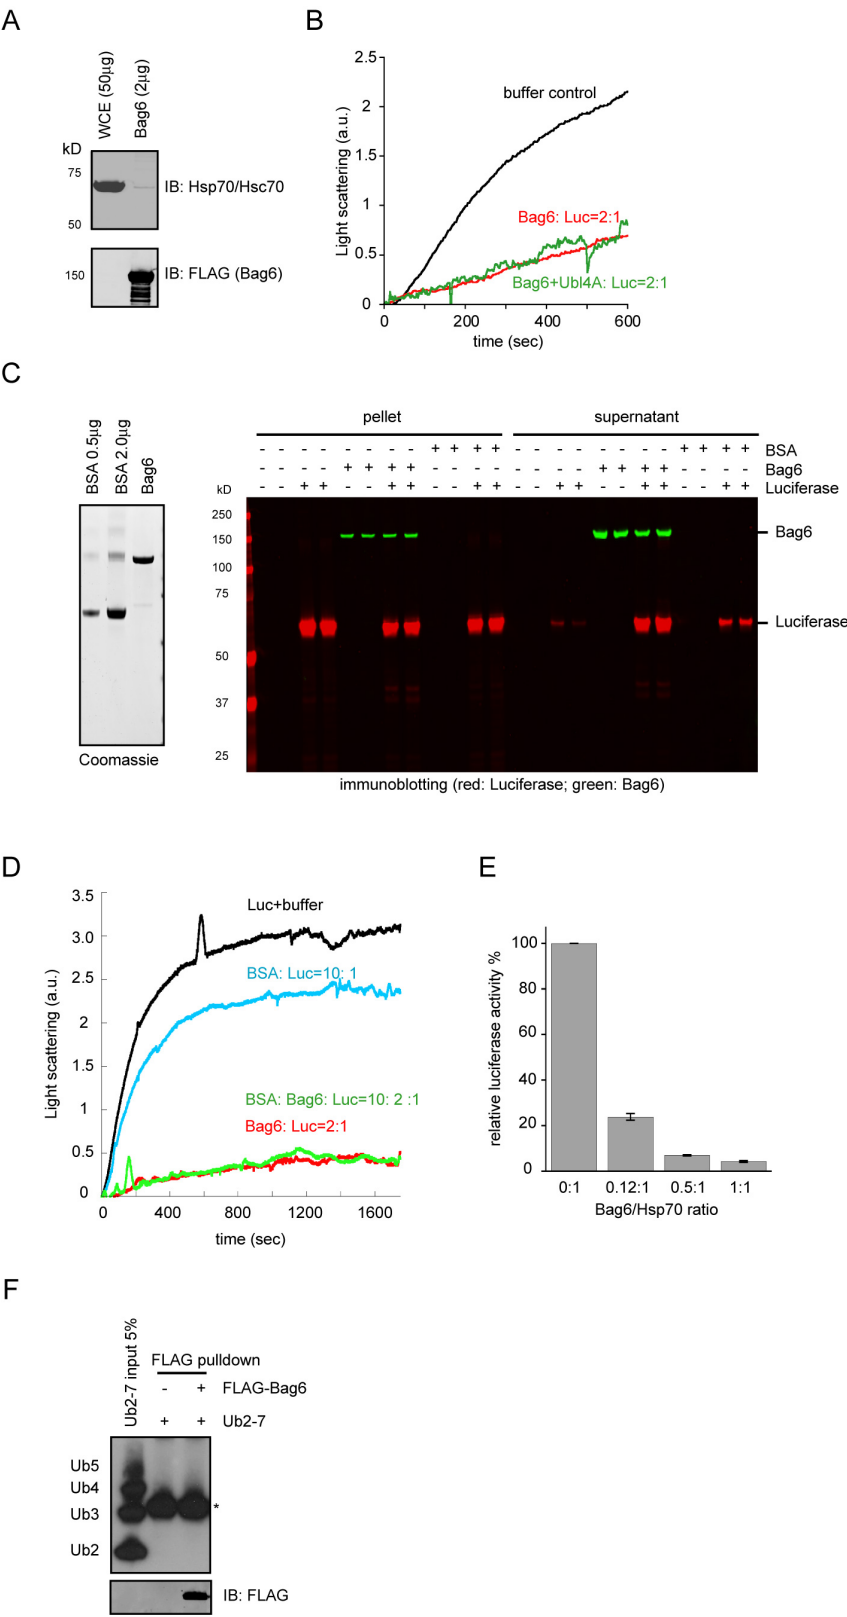 A
WCE (50µg)
Bag6 (2µg)
kD
75
50
IB: Hsp70/Hsc70
150
IB: FLAG (Bag6)
B
2.5
2
1.5
1
0.5
0
Light scattering (a.u.)
buffer control
Bag6: Luc=2:1
Bag6+Ubl4A: Luc=2:1
0 200 400 600
time (sec)
C
BSA 0.5µg
BSA 2.0µg
Bag6
Coomassie
pellet supernatant
- - - - - - - - + + + + - - - - - - - - + + + + BSA
- - - - + + + + - - - - - - - - + + + + - - - - Bag6
- - + + - - + + - - + + - - + + - - + + - - + + Luciferase
kD
250
150
100
75
50
37
25
Bag6
Luciferase
immunoblotting (red: Luciferase; green: Bag6)
D
3.5
3.0
2.5
2
1.5
1
0.5
0
Light scattering (a.u.)
Luc+buffer
BSA: Luc=10: 1
BSA: Bag6: Luc=10: 2 :1
Bag6: Luc=2:1
0 400 800 1200 1600
time (sec)
E
relative luciferase activity %
100
80
60
40
20
0
0:1 0.12:1 0.5:1 1:1
Bag6/Hsp70 ratio
F
Ub2-7 input 5%
FLAG pulldown
- + FLAG-Bag6
+ + Ub2-7
Ub5
Ub4
Ub3
Ub2
*
IB: FLAG